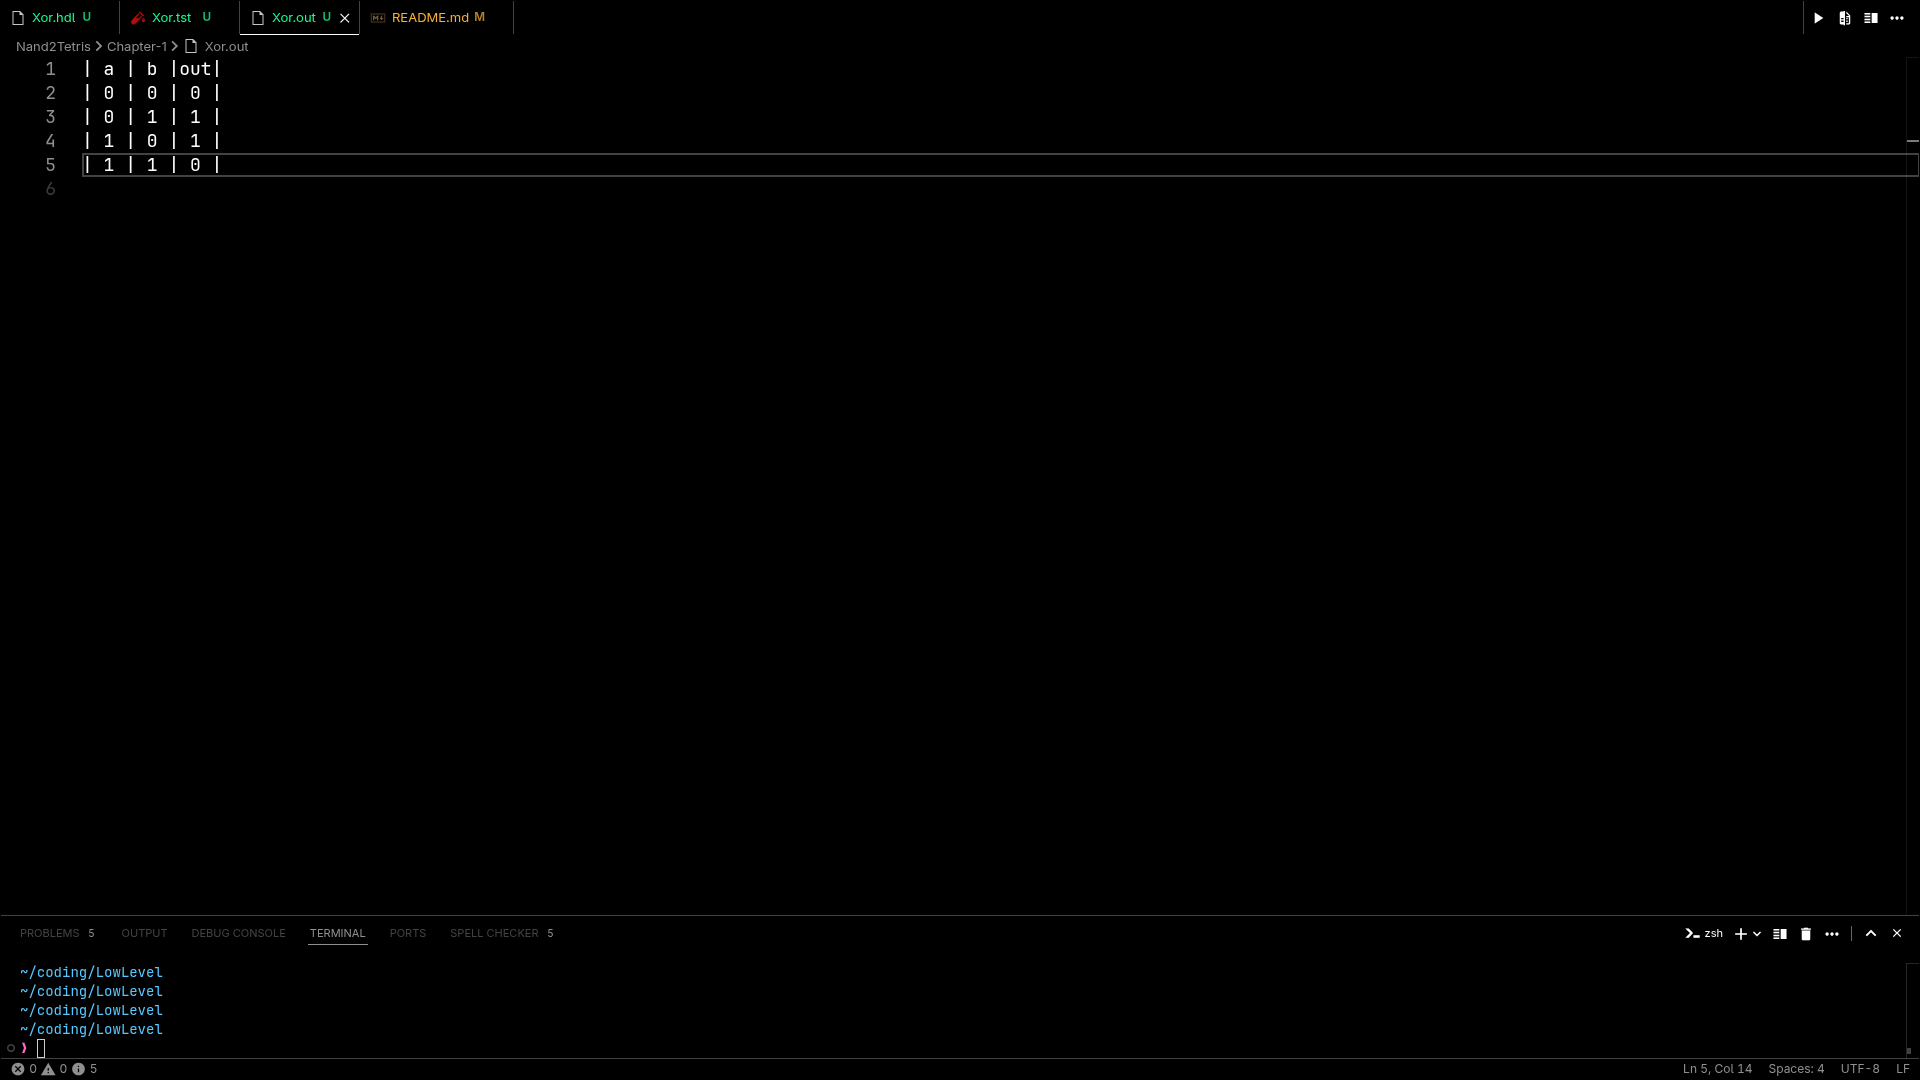 Xor.hdl U Xor.tst U Xor.out U README.md M
Nand2Tetris Chapter-1 Xor.out
1 | a | b |out|
2 | 0 | 0 | 0 |
3 | 0 | 1 | 1 |
4 | 1 | 0 | 1 |
5 | 1 | 1 | 0 |
6
PROBLEMS 5 OUTPUT DEBUG CONSOLE TERMINAL PORTS SPELL CHECKER 5 zsh
~/coding/LowLevel
~/coding/LowLevel
~/coding/LowLevel
~/coding/LowLevel
❯
0 0 5 Ln 5, Col 14 Spaces: 4 UTF-8 LF